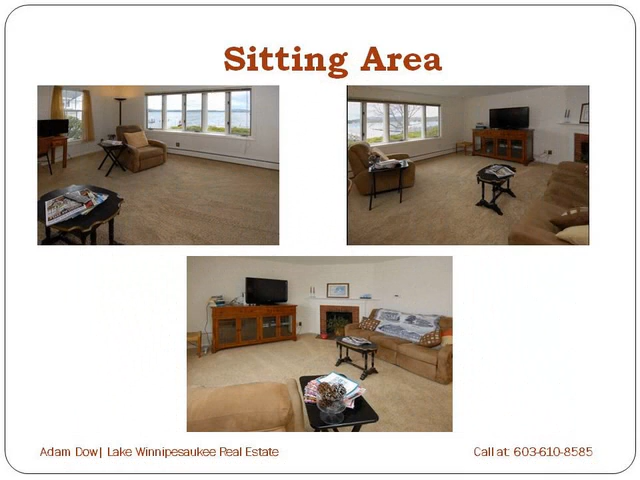 Sitting Area
Adam Dow| Lake Winnipesaukee Real Estate
Call at: 603-610-8585